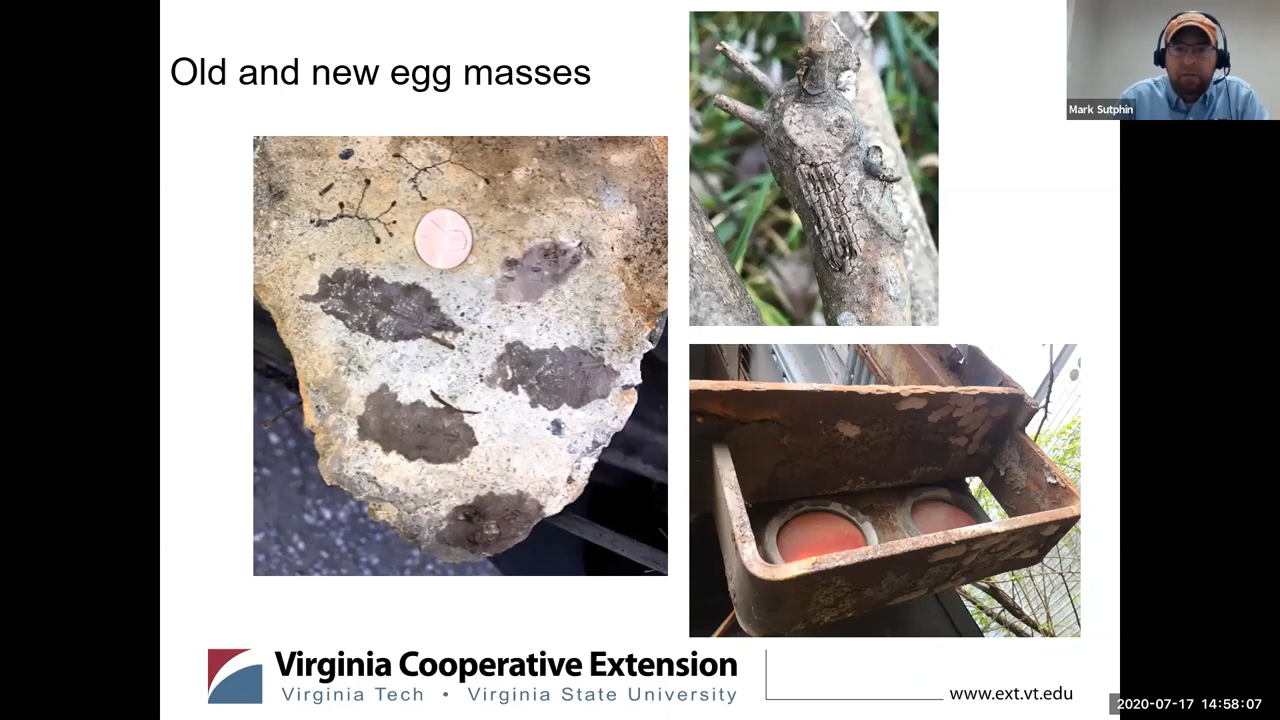 Old and new egg masses
Mark Sutphin
Virginia Cooperative Extension
Virginia Tech • Virginia State University
www.ext.vt.edu
2020-07-17 14:58:07